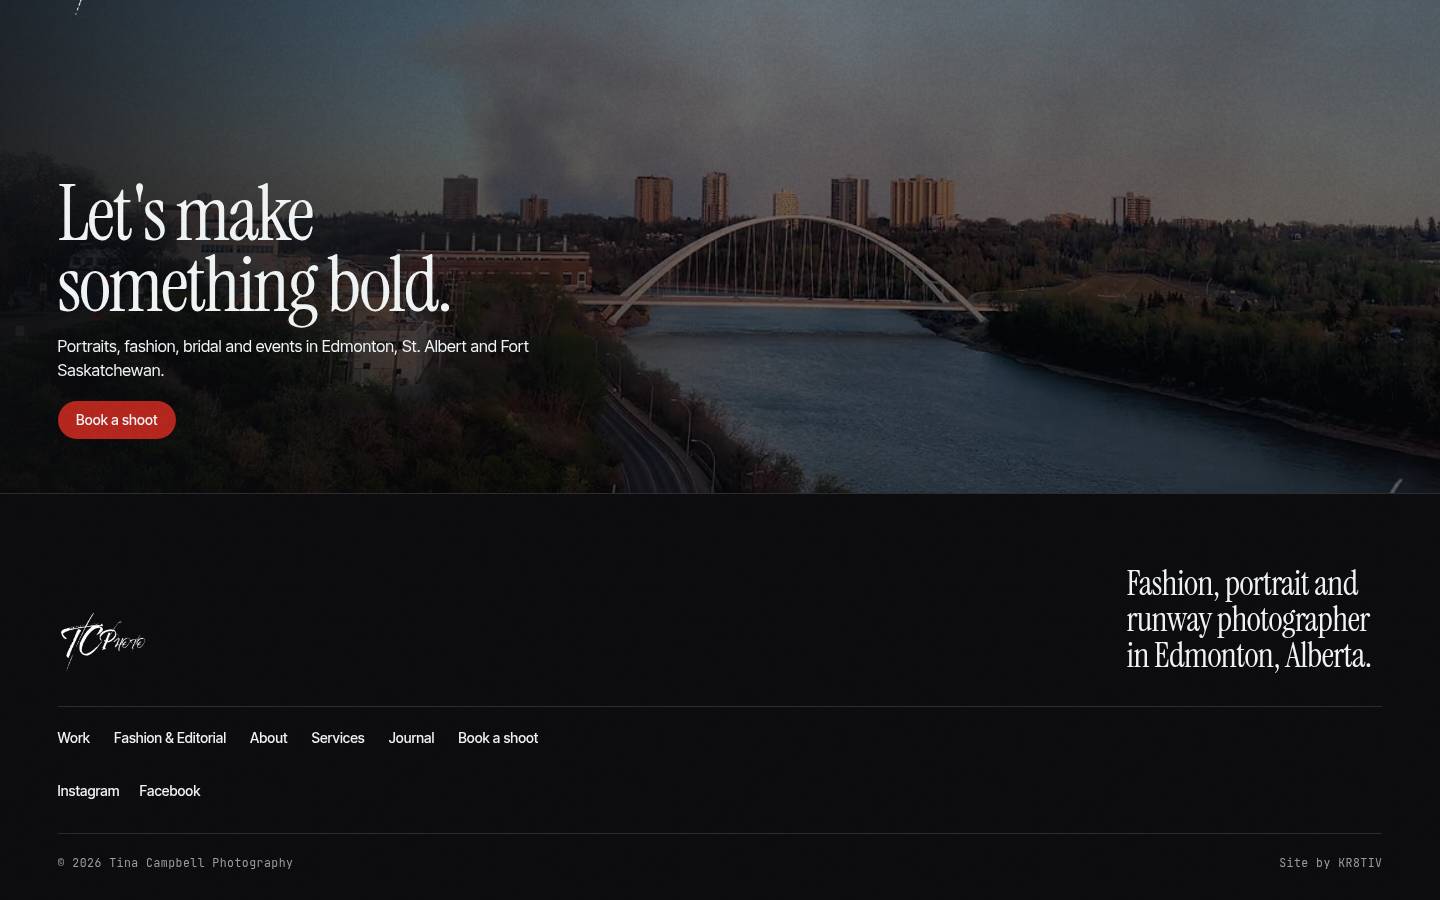 Let's make
something bold.
Portraits, fashion, bridal and events in Edmonton, St. Albert and Fort
Saskatchewan.
Book a shoot
Fashion, portrait and
runway photographer
in Edmonton, Alberta.
TCPHOTO
Work Fashion & Editorial About Services Journal Book a shoot
Instagram Facebook
© 2026 Tina Campbell Photography
Site by KR8TIV